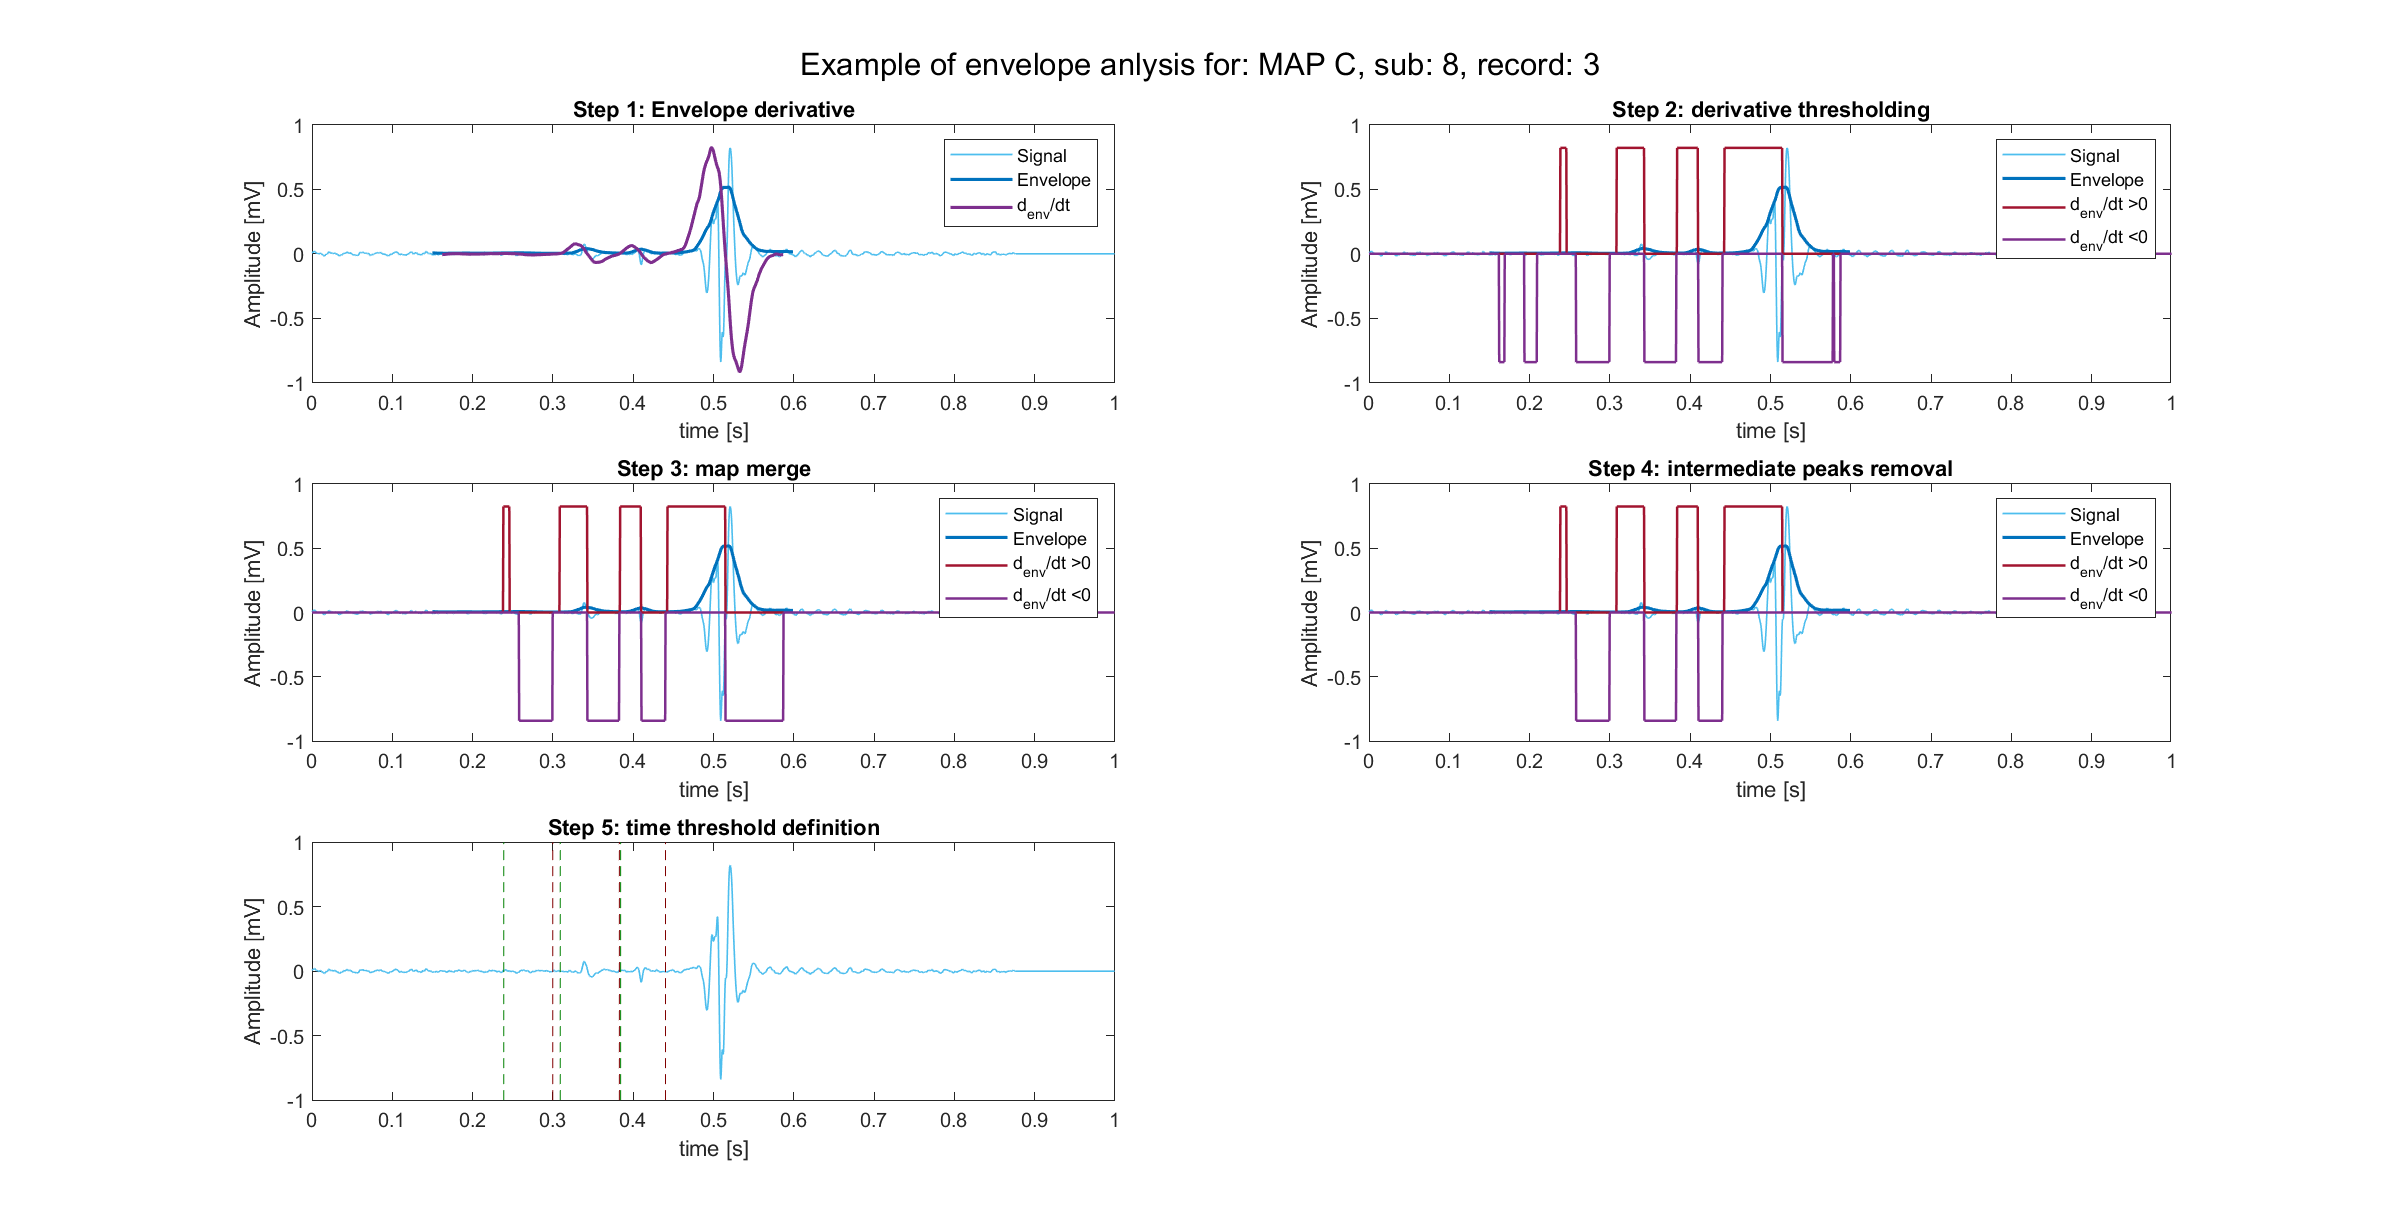 Example of envelope anlysis for: MAP C, sub: 8, record: 3
Step 1: Envelope derivative
1
0.5
0
-0.5
-1
Amplitude [mV]
0 0.1 0.2 0.3 0.4 0.5 0.6 0.7 0.8 0.9 1
time [s]
Signal
Envelope
denv/dt
Step 2: derivative thresholding
1
0.5
0
-0.5
-1
Amplitude [mV]
0 0.1 0.2 0.3 0.4 0.5 0.6 0.7 0.8 0.9 1
time [s]
Signal
Envelope
denv/dt >0
denv/dt <0
Step 3: map merge
1
0.5
0
-0.5
-1
Amplitude [mV]
0 0.1 0.2 0.3 0.4 0.5 0.6 0.7 0.8 0.9 1
time [s]
Signal
Envelope
denv/dt >0
denv/dt <0
Step 4: intermediate peaks removal
1
0.5
0
-0.5
-1
Amplitude [mV]
0 0.1 0.2 0.3 0.4 0.5 0.6 0.7 0.8 0.9 1
time [s]
Signal
Envelope
denv/dt >0
denv/dt <0
Step 5: time threshold definition
1
0.5
0
-0.5
-1
Amplitude [mV]
0 0.1 0.2 0.3 0.4 0.5 0.6 0.7 0.8 0.9 1
time [s]